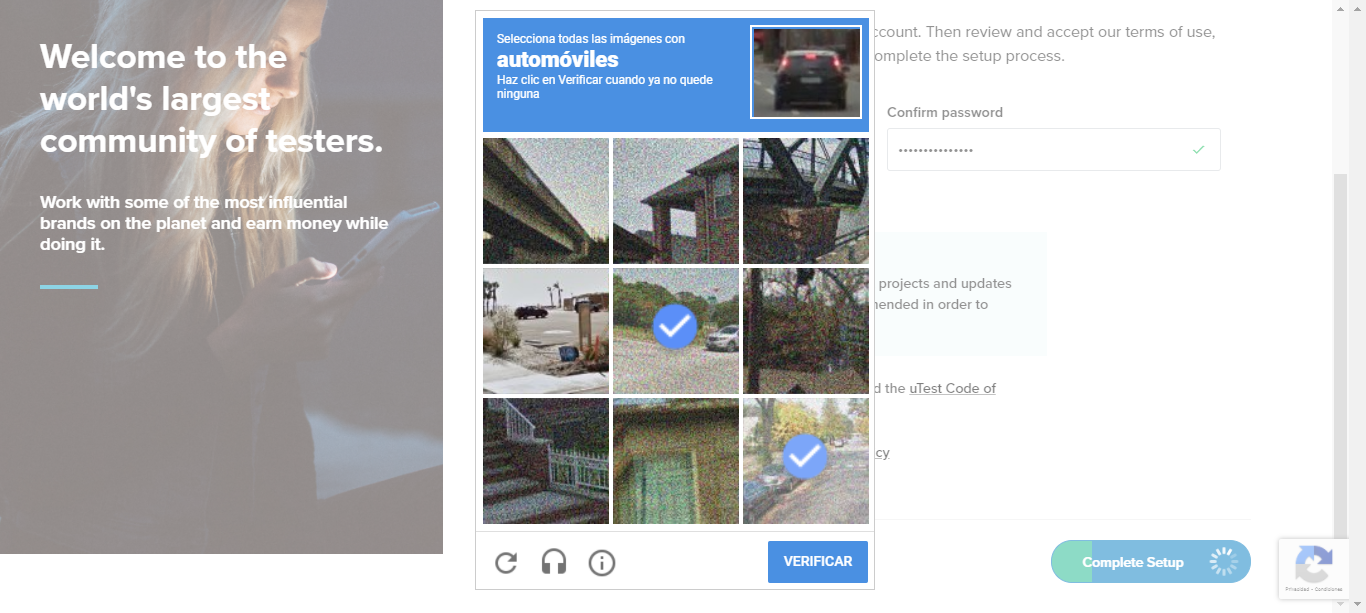 Welcome to the
world's largest
community of testers.
Work with some of the most influential
brands on the planet and earn money while
doing it.
Selecciona todas las imágenes con
automóviles
Haz clic en Verificar cuando ya no quede
ninguna
VERIFICAR
ccount. Then review and accept our terms of use,
omplete the setup process.
Confirm password
projects and updates
mended in order to
d the uTest Code of
cy
Complete Setup
Privacidad - Condiciones